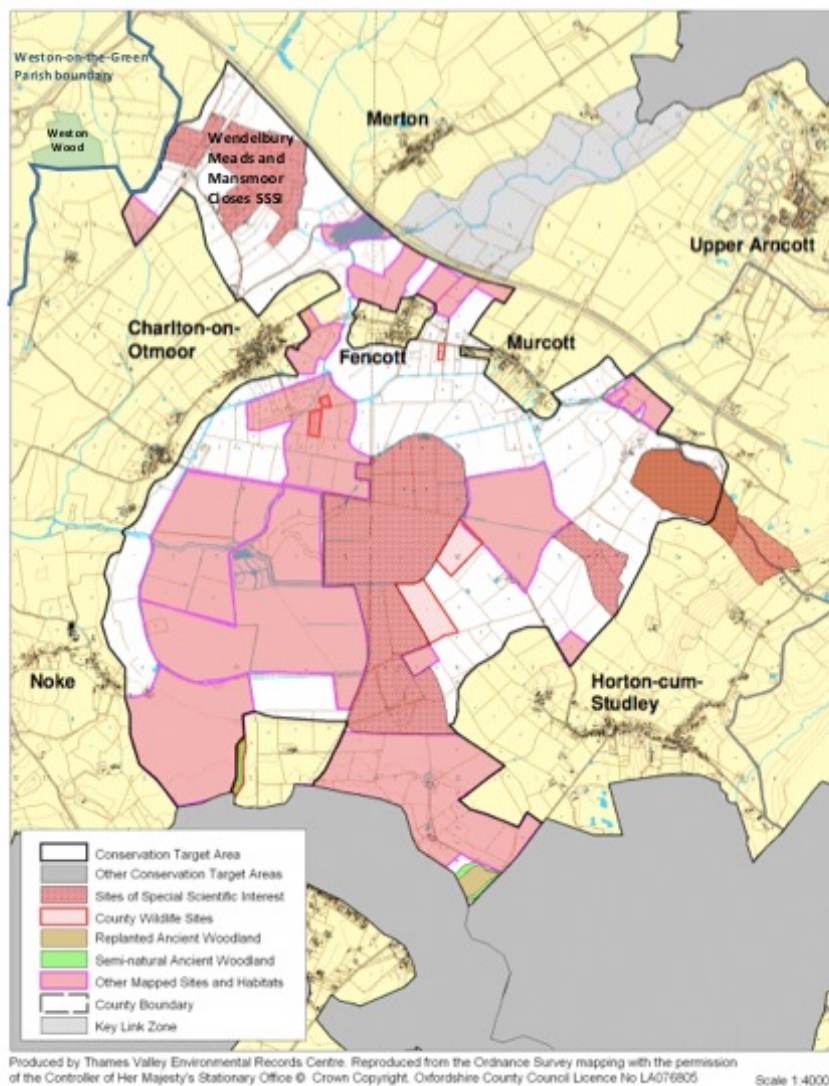 Weston-on-the-Green
Parish boundary
Weston
Wood
Wendelbury
Meads and
Mansmoor
Closes SSSI
Merton
Upper Arncott
Charlton-on-
Otmoor
Fencott
Murcott
Noke
Horton-cum-
Studley
Conservation Target Area
Other Conservation Target Areas
Sites of Special Scientific Interest
County Wildlife Sites
Replanted Ancient Woodland
Semi-natural Ancient Woodland
Other Mapped Sites and Habitats
County Boundary
Key Link Zone
Produced by Thames Valley Environmental Records Centre. Reproduced from the Ordnance Survey mapping with the permission
of the Controller of Her Majesty's Stationary Office © Crown Copyright. Oxfordshire County Council Licence No LA076805
Scale 1:4000